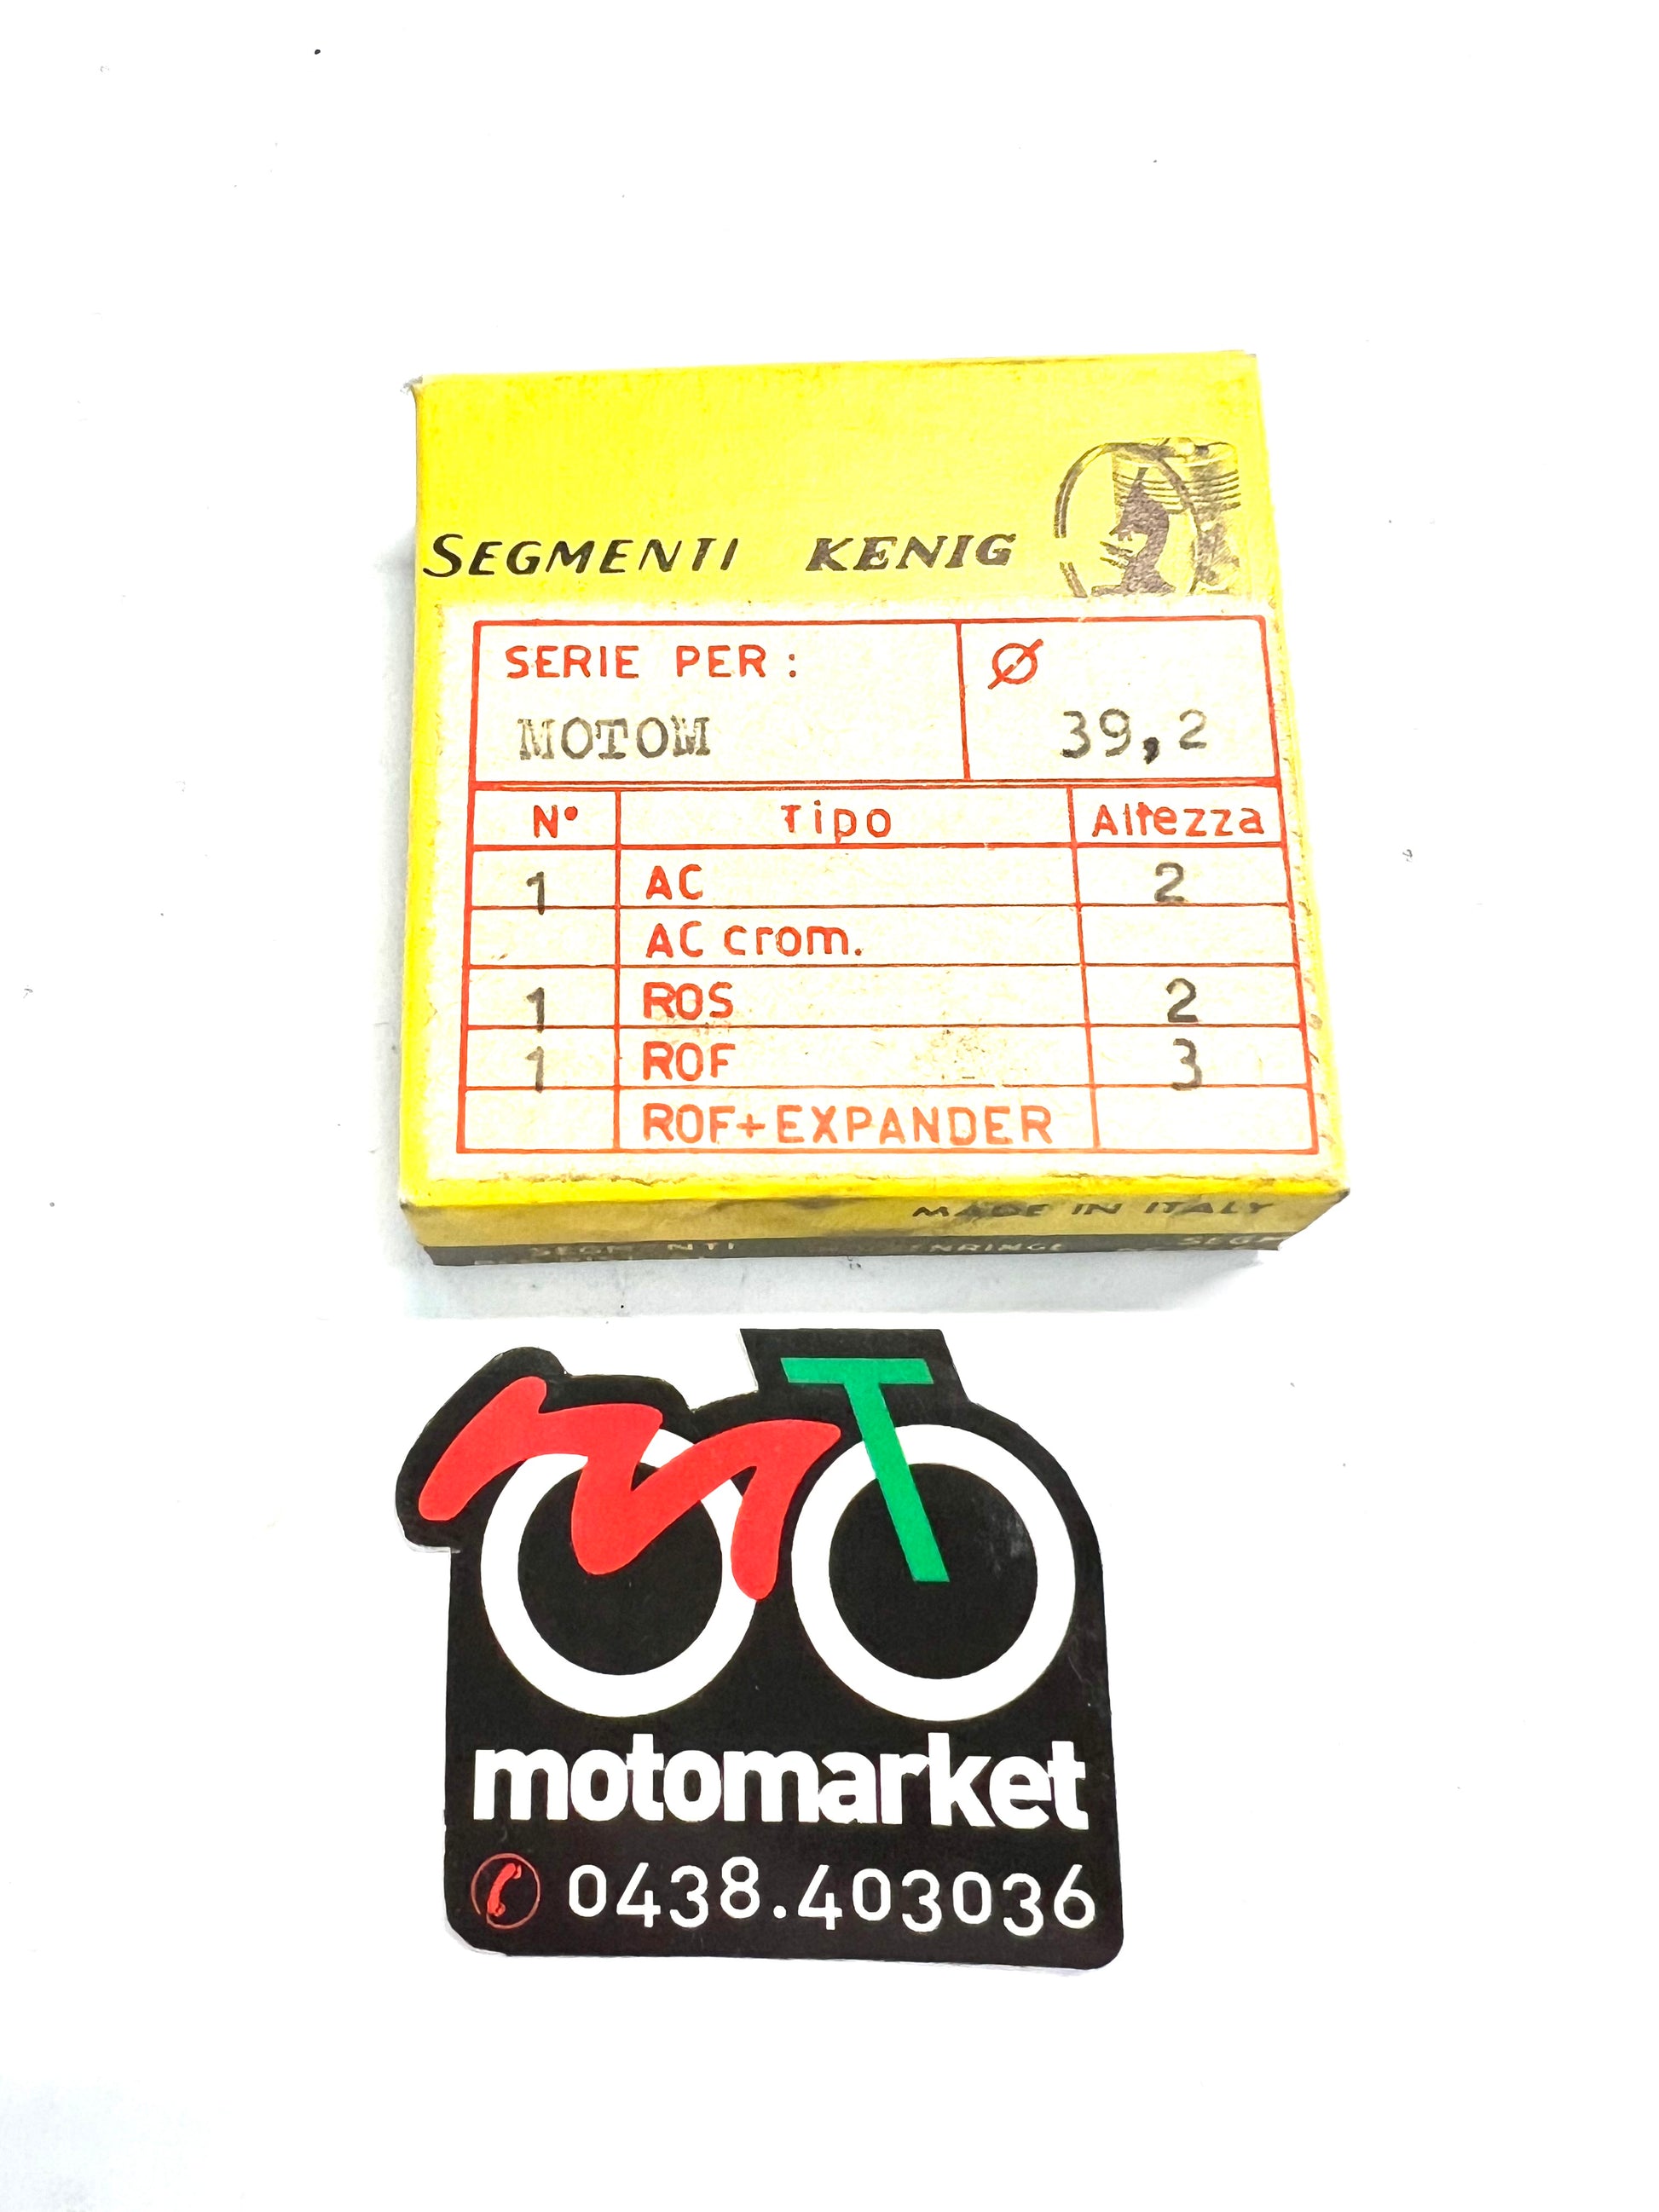 SEGMENTI KENIG
SERIE PER: Ø
MOTOM 39,2
N° Tipo Altezza
1 AC 2
AC crom.
1 ROS 2
1 ROF 3
ROF+EXPANDER
MADE IN ITALY
MT
motomarket
0438.403036